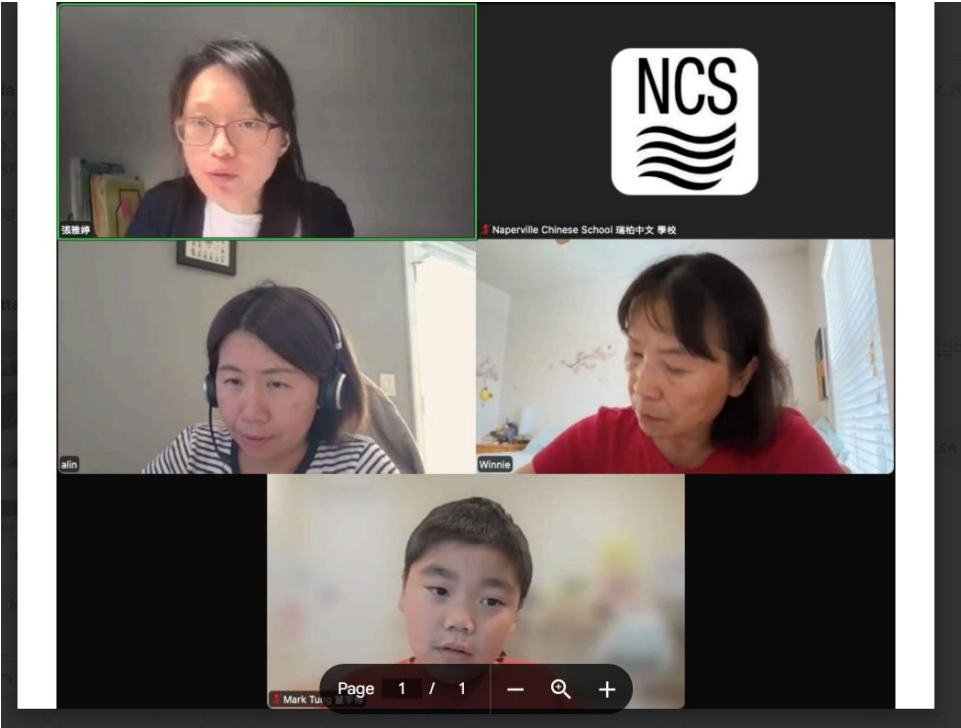 NCS
張雅婷
Naperville Chinese School 瑞柏中文 學校
alin
Winnie
Mark Tung
Page 1 / 1